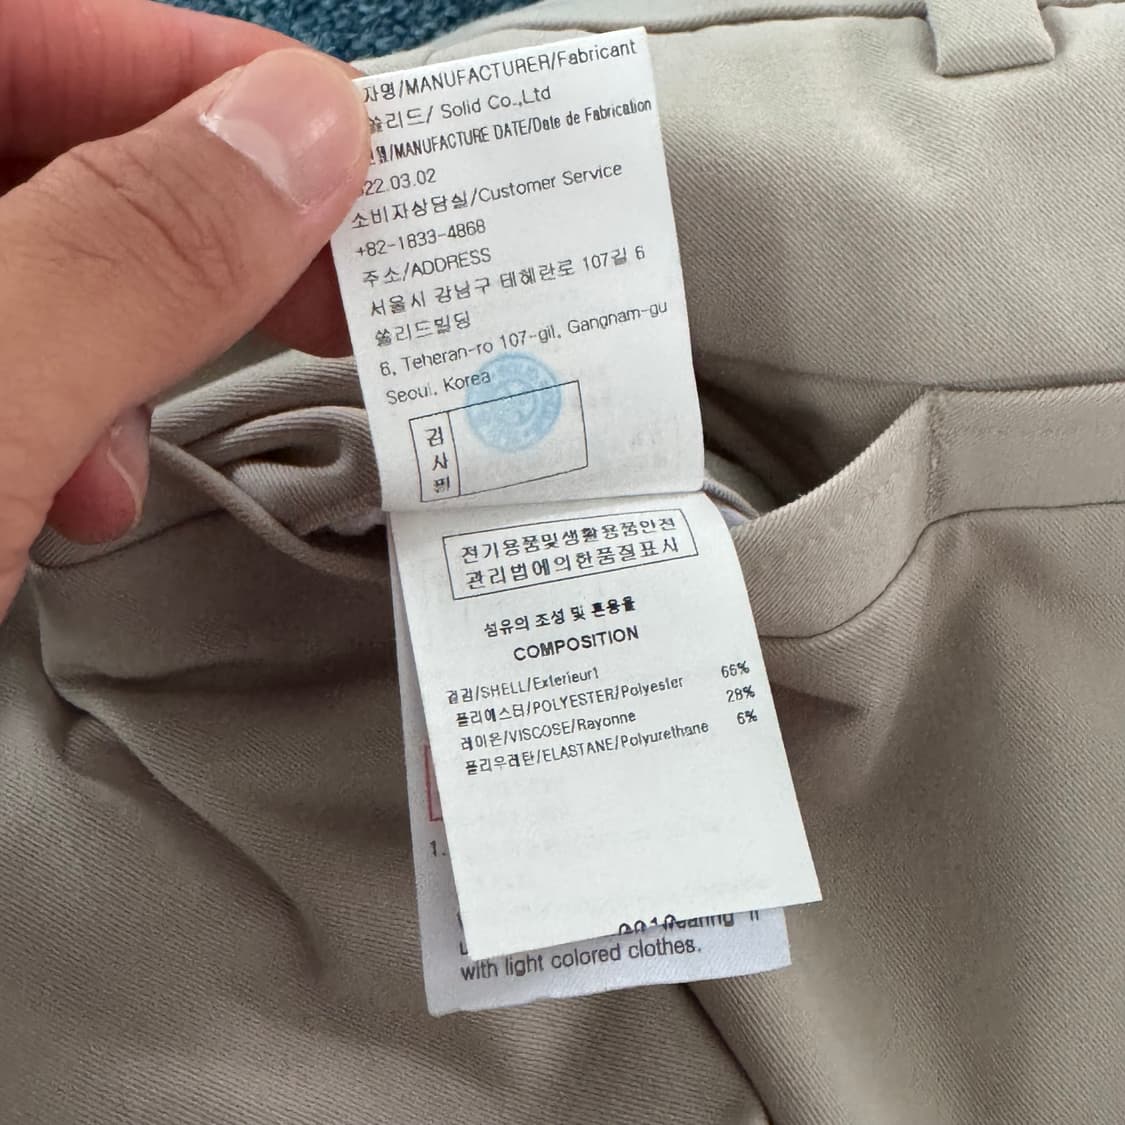 자명/MANUFACTURER/Fabricant
쏠리드/ Solid Co.,Ltd
월/MANUFACTURE DATE/Date de Fabrication
22.03.02
소비자상담실/Customer Service
+82-1833-4868
주소/ADDRESS
서울시 강남구 테헤란로 107길 6
쏠리드빌딩
6, Teheran-ro 107-gil, Gangnam-gu
Seoul, Korea
검사필
전기용품및생활용품안전
관리법에의한품질표시
섬유의 조성 및 혼용율
COMPOSITION
겉감/SHELL/Exterieur1
폴리에스터/POLYESTER/Polyester 66%
레이온/VISCOSE/Rayonne 28%
폴리우레탄/ELASTANE/Polyurethane 6%
1.
with light colored clothes.